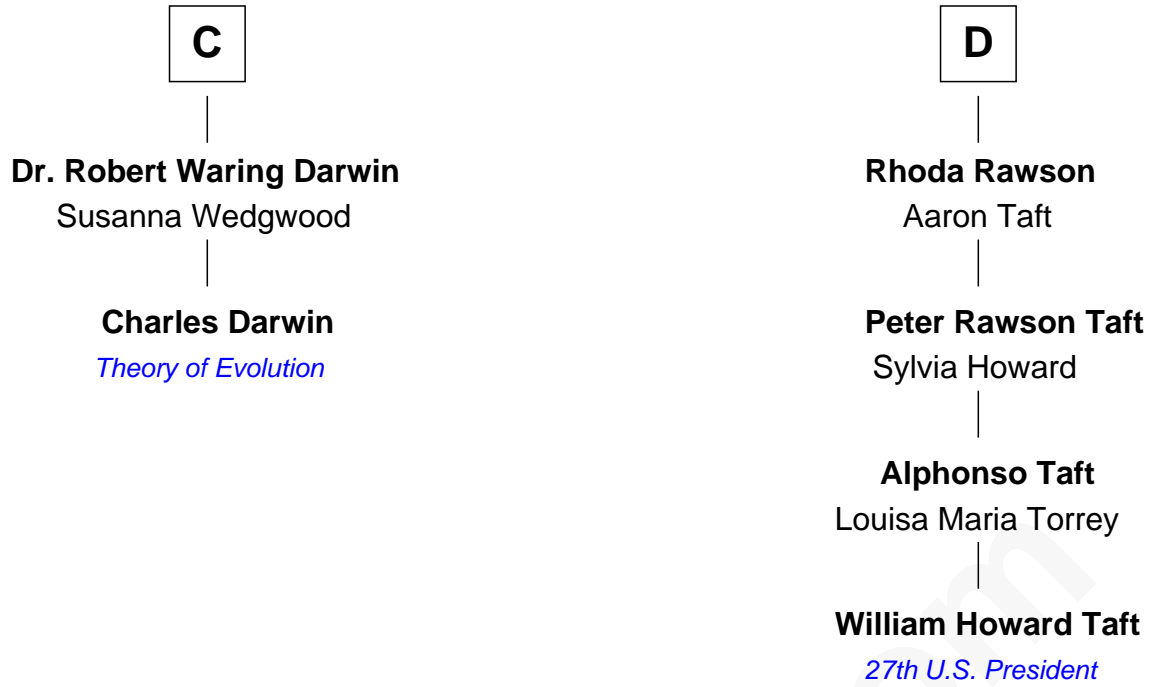 C
Dr. Robert Waring Darwin
Susanna Wedgwood
Charles Darwin
Theory of Evolution
D
Rhoda Rawson
Aaron Taft
Peter Rawson Taft
Sylvia Howard
Alphonso Taft
Louisa Maria Torrey
William Howard Taft
27th U.S. President